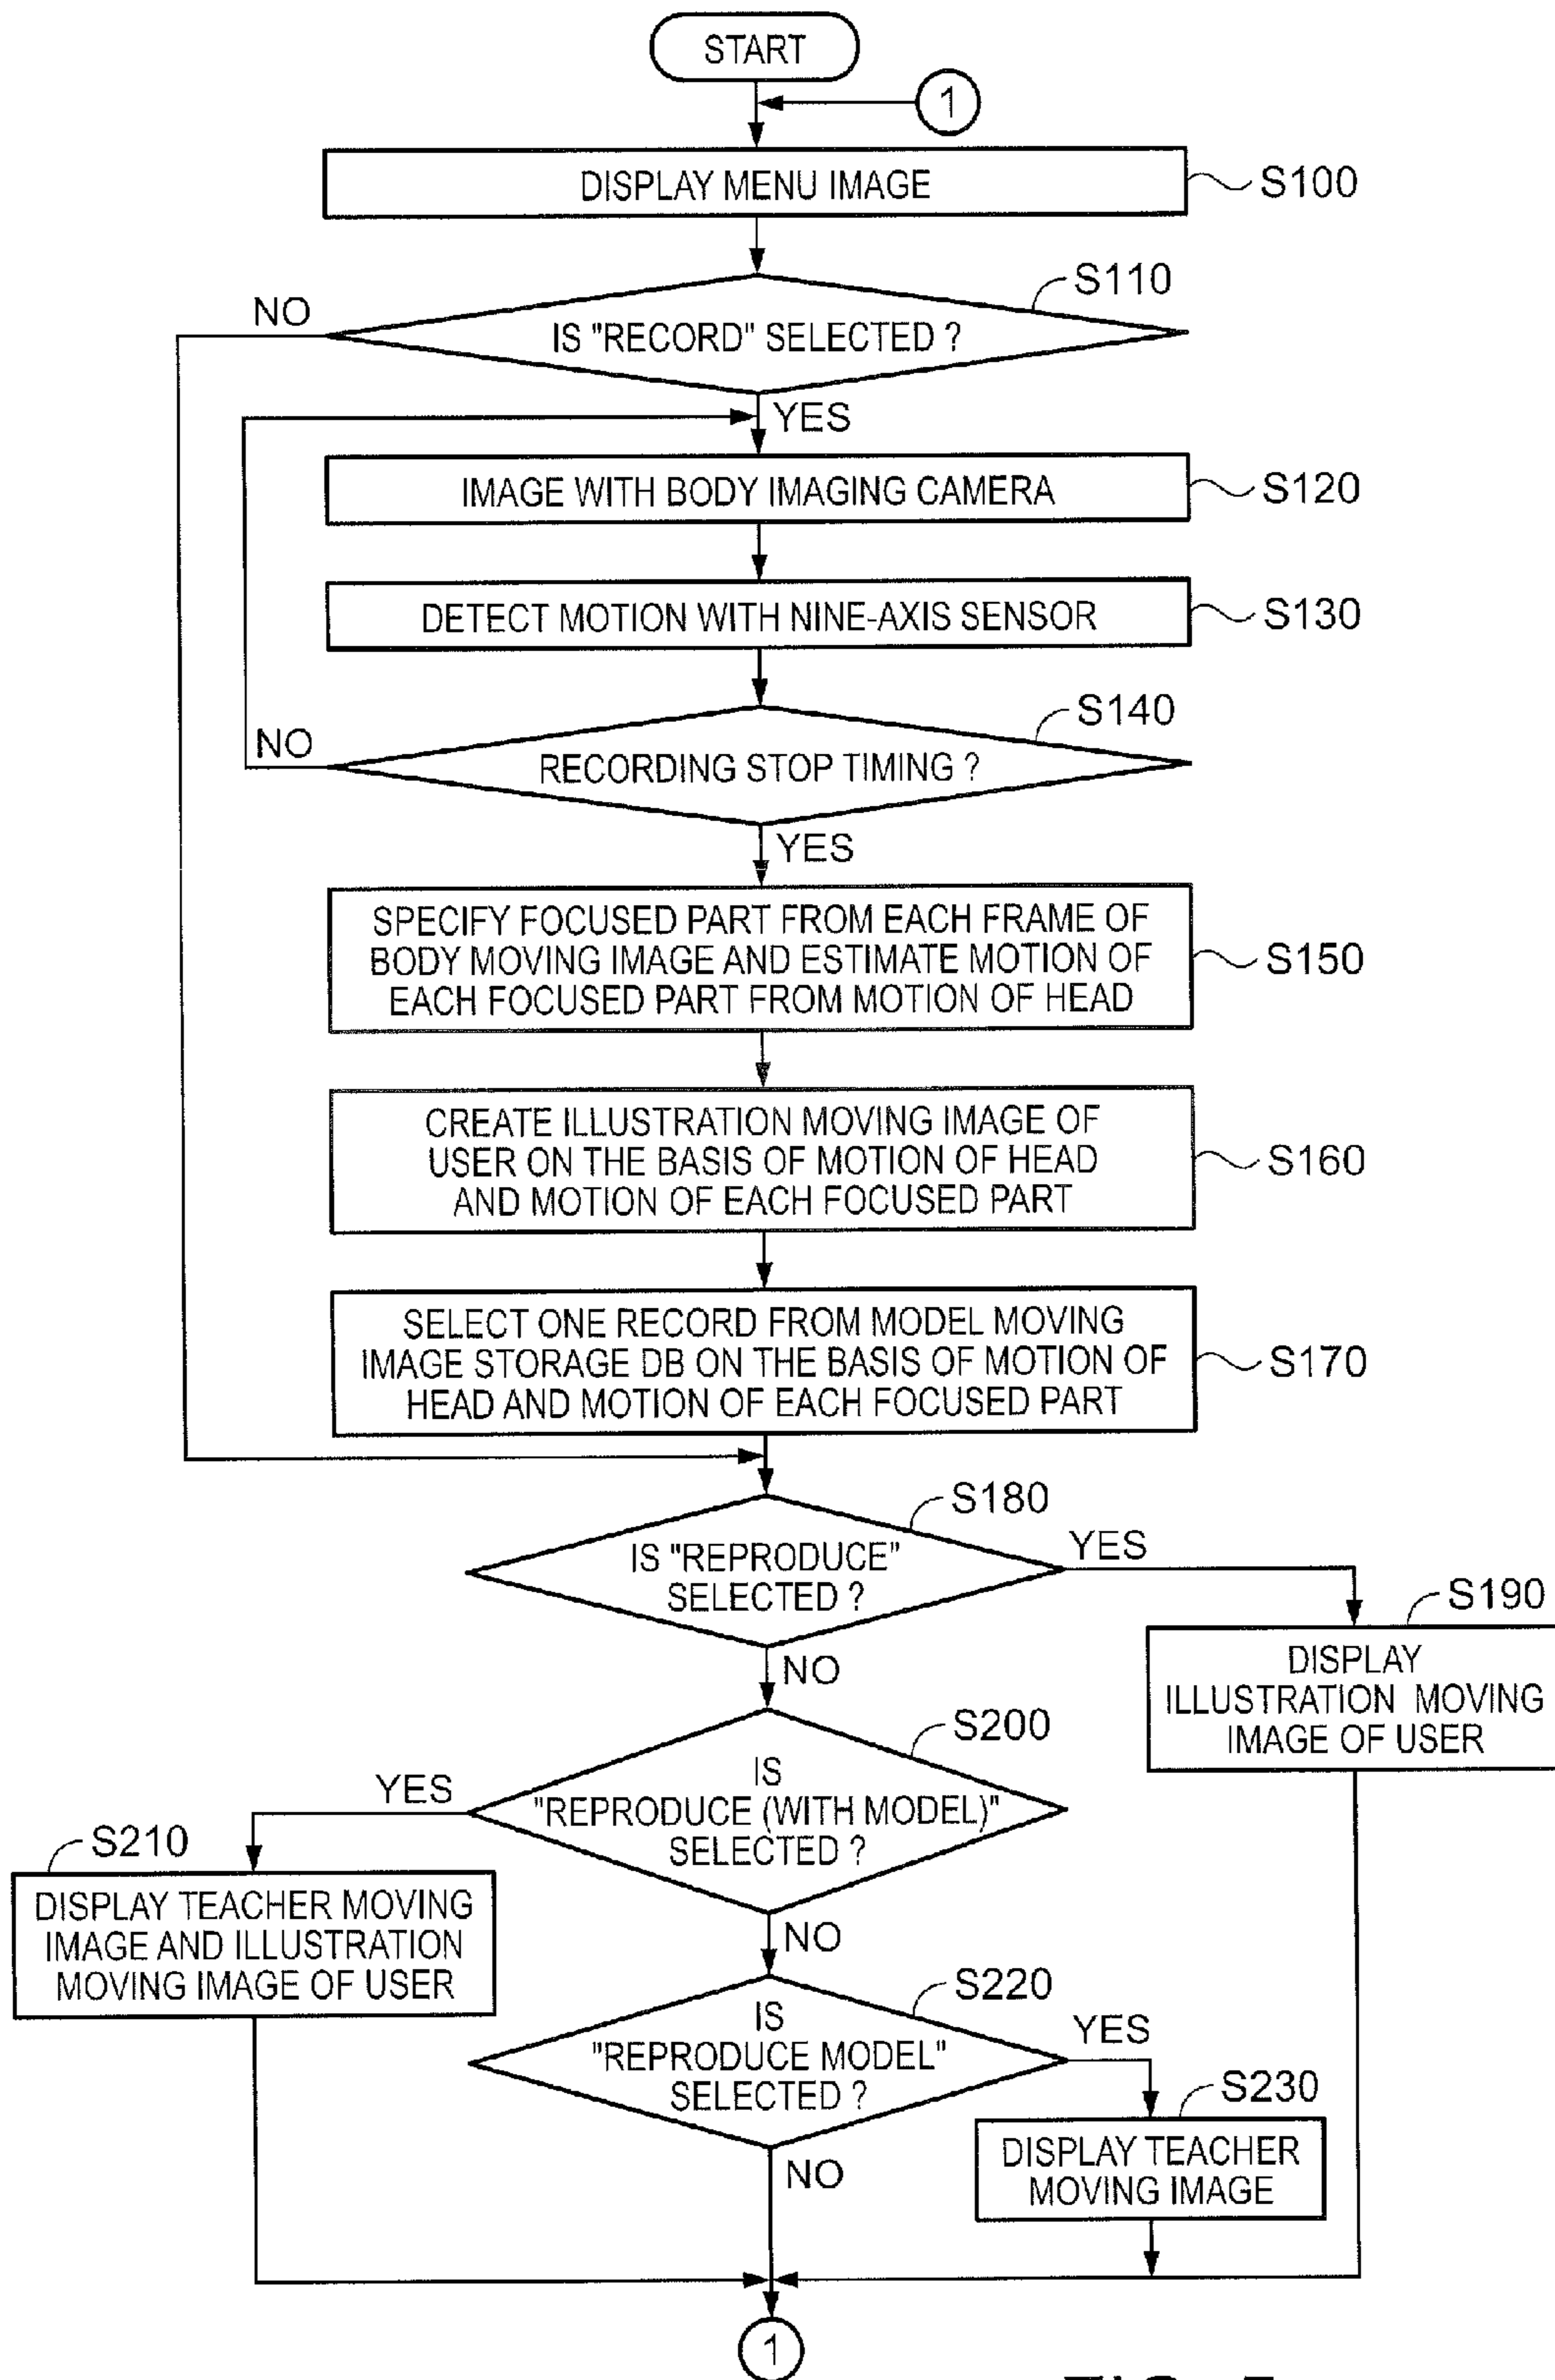 START
1
DISPLAY MENU IMAGE
S100
S110
NO
IS "RECORD" SELECTED ?
YES
IMAGE WITH BODY IMAGING CAMERA
S120
DETECT MOTION WITH NINE-AXIS SENSOR
S130
S140
NO
RECORDING STOP TIMING ?
YES
SPECIFY FOCUSED PART FROM EACH FRAME OF
BODY MOVING IMAGE AND ESTIMATE MOTION OF
EACH FOCUSED PART FROM MOTION OF HEAD
S150
CREATE ILLUSTRATION MOVING IMAGE OF
USER ON THE BASIS OF MOTION OF HEAD
AND MOTION OF EACH FOCUSED PART
S160
SELECT ONE RECORD FROM MODEL MOVING
IMAGE STORAGE DB ON THE BASIS OF MOTION OF
HEAD AND MOTION OF EACH FOCUSED PART
S170
S180
IS "REPRODUCE"
SELECTED ?
YES
NO
S190
DISPLAY
ILLUSTRATION MOVING
IMAGE OF USER
S200
IS
"REPRODUCE (WITH MODEL)"
SELECTED ?
YES
NO
S210
DISPLAY TEACHER MOVING
IMAGE AND ILLUSTRATION
MOVING IMAGE OF USER
S220
IS
"REPRODUCE MODEL"
SELECTED ?
YES
NO
S230
DISPLAY TEACHER
MOVING IMAGE
1